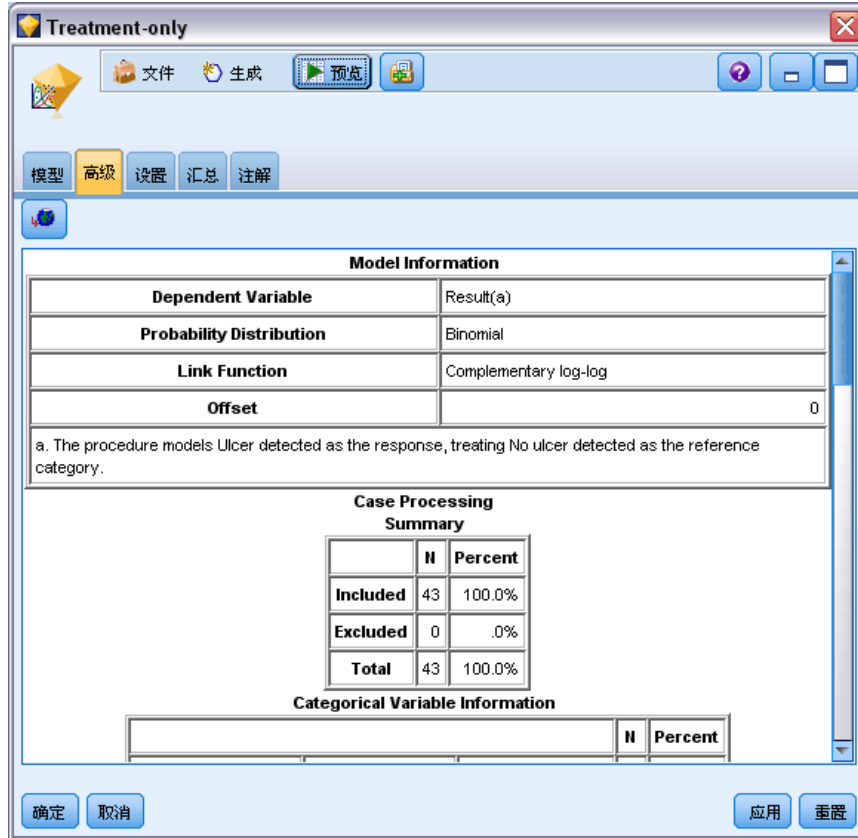 Treatment-only
文件 生成 预览
模型 高级 设置 汇总 注解
Model Information
Dependent Variable Result(a)
Probability Distribution Binomial
Link Function Complementary log-log
Offset 0
a. The procedure models Ulcer detected as the response, treating No ulcer detected as the reference
category.
Case Processing
Summary
N Percent
Included 43 100.0%
Excluded 0 .0%
Total 43 100.0%
Categorical Variable Information
N Percent
确定 取消 应用 重置